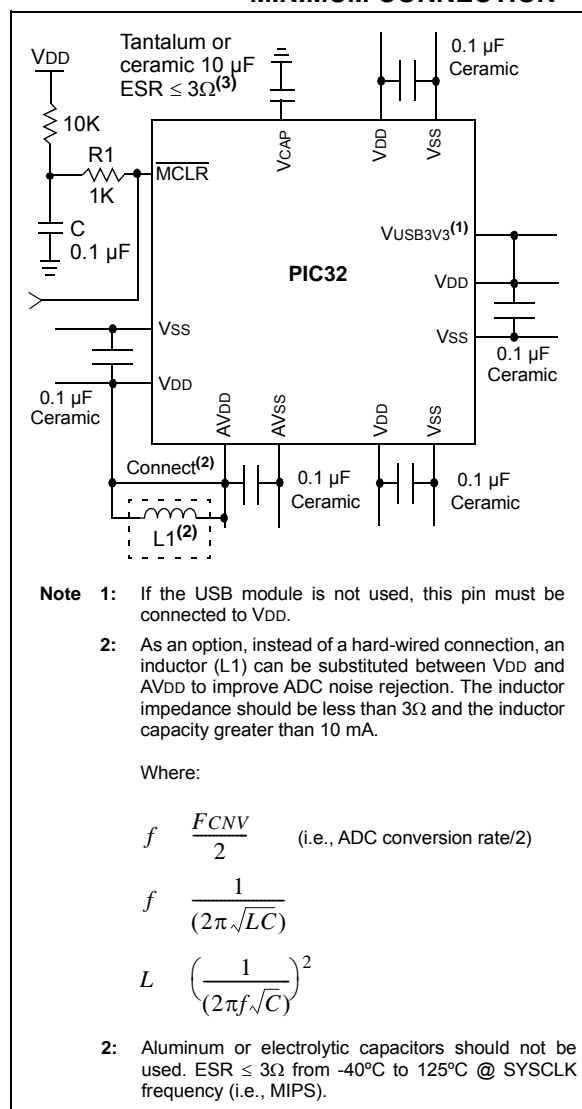 MINIMUM CONNECTION
VDD
Tantalum or
ceramic 10 µF
ESR ≤ 3Ω(3)
0.1 µF
Ceramic
10K
R1
1K
MCLR
VCAP
VDD
VSS
C
0.1 µF
VUSB3V3(1)
PIC32
VDD
VSS
VSS
VDD
0.1 µF
Ceramic
0.1 µF
Ceramic
AVDD
AVSS
VDD
VSS
Connect(2)
0.1 µF
Ceramic
0.1 µF
Ceramic
L1(2)
Note 1: If the USB module is not used, this pin must be
connected to VDD.
2: As an option, instead of a hard-wired connection, an
inductor (L1) can be substituted between VDD and
AVDD to improve ADC noise rejection. The inductor
impedance should be less than 3Ω and the inductor
capacity greater than 10 mA.
Where:
f FCNV/2 (i.e., ADC conversion rate/2)
f 1/(2π√LC)
L (1/(2πf√C))²
2: Aluminum or electrolytic capacitors should not be
used. ESR ≤ 3Ω from -40ºC to 125ºC @ SYSCLK
frequency (i.e., MIPS).